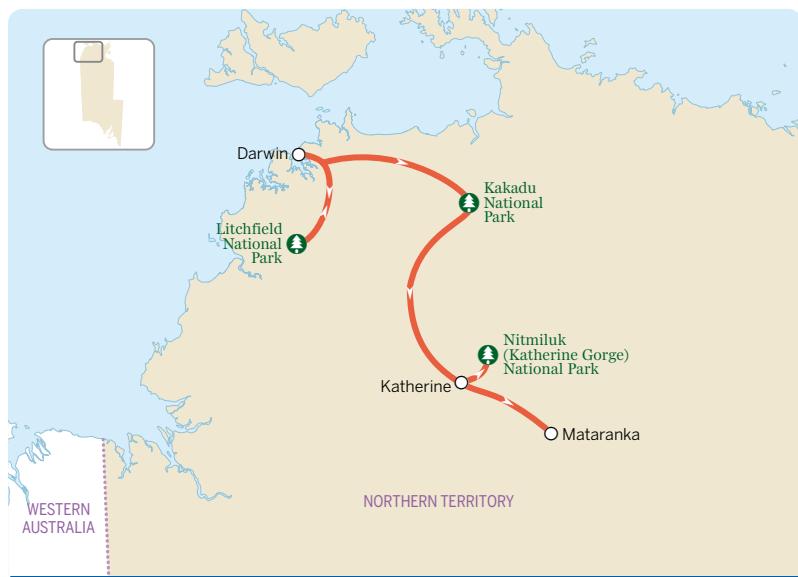 Darwin
Kakadu
National
Park
Litchfield
National
Park
Nitmiluk
(Katherine Gorge)
National Park
Katherine
Mataranka
NORTHERN TERRITORY
WESTERN
AUSTRALIA